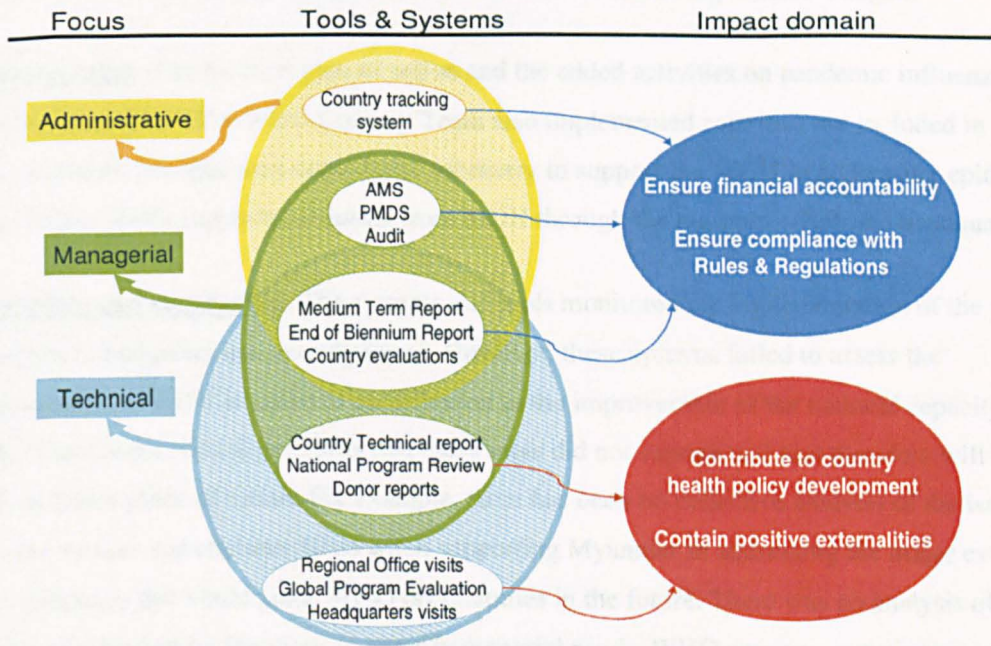 Focus
Tools & Systems
Impact domain
Administrative
Managerial
Technical
Country tracking
system
AMS
PMDS
Audit
Medium Term Report
End of Biennium Report
Country evaluations
Country Technical report
National Program Review
Donor reports
Regional Office visits
Global Program Evaluation
Headquarters visits
Ensure financial accountability
Ensure compliance with
Rules & Regulations
Contribute to country
health policy development
Contain positive externalities